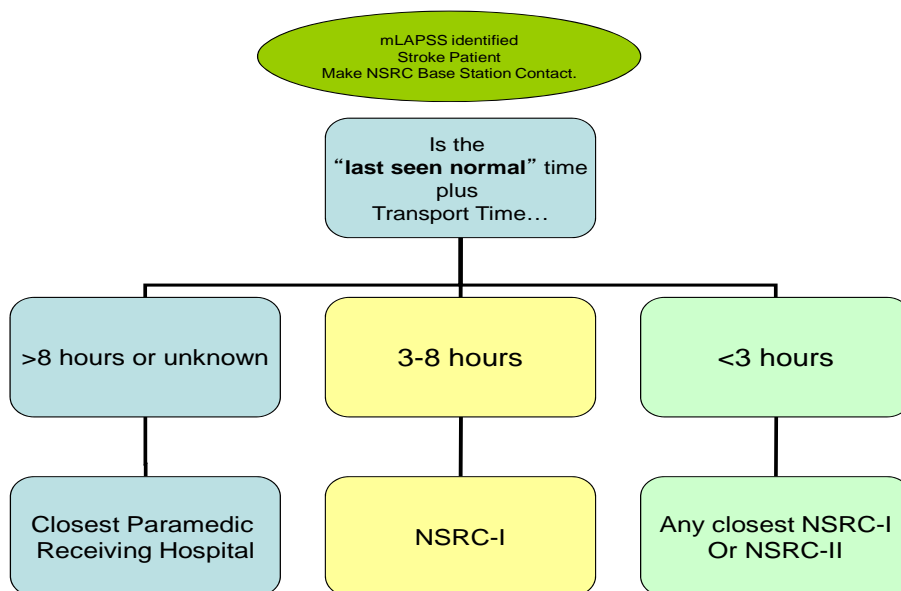 mLAPSS identified
Stroke Patient
Make NSRC Base Station Contact.
Is the
“last seen normal” time
plus
Transport Time…
>8 hours or unknown
3-8 hours
<3 hours
Closest Paramedic
Receiving Hospital
NSRC-I
Any closest NSRC-I
Or NSRC-II